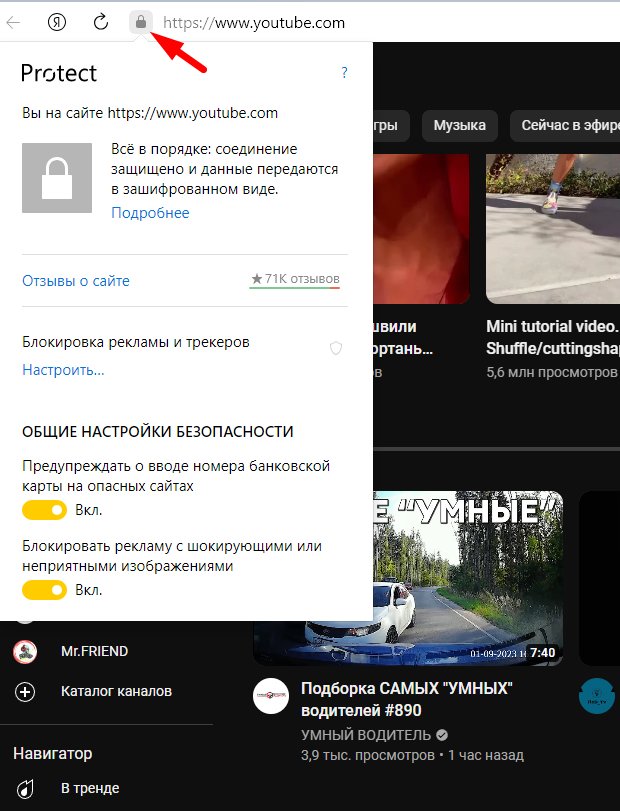 Я https://www.youtube.com
Protect ?
Вы на сайте https://www.youtube.com
Всё в порядке: соединение
защищено и данные передаются
в зашифрованном виде.
Подробнее
Отзывы о сайте ★71K отзывов
Блокировка рекламы и трекеров
Настроить...
ОБЩИЕ НАСТРОЙКИ БЕЗОПАСНОСТИ
Предупреждать о вводе номера банковской
карты на опасных сайтах
Вкл.
Блокировать рекламу с шокирующими или
неприятными изображениями
Вкл.
гры Музыка Сейчас в эфире
швили
ортань…
ов
Mini tutorial video.
Shuffle/cuttingshap
5,6 млн просмотров
Е “УМНЫЕ”
01-09-2023 1
7:40
Подборка САМЫХ "УМНЫХ"
водителей #890
УМНЫЙ ВОДИТЕЛЬ
3,9 тыс. просмотров • 1 час назад
Mr.FRIEND
Каталог каналов
Навигатор
В тренде